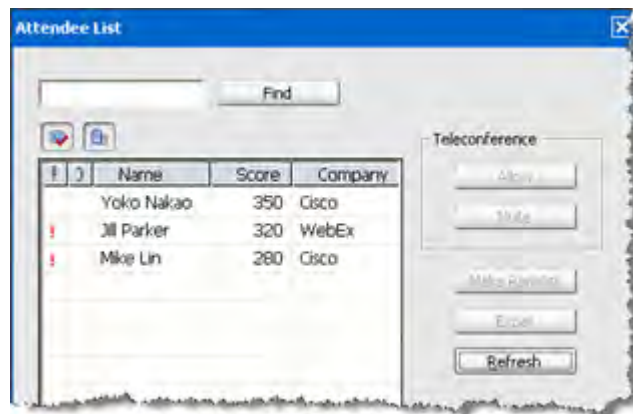 Attendee List
Find
Teleconference
Allow
Mute
! Name Score Company
Yoko Nakao 350 Cisco
! Jill Parker 320 WebEx
! Mike Lin 280 Cisco
Make Panelist
Expel
Refresh